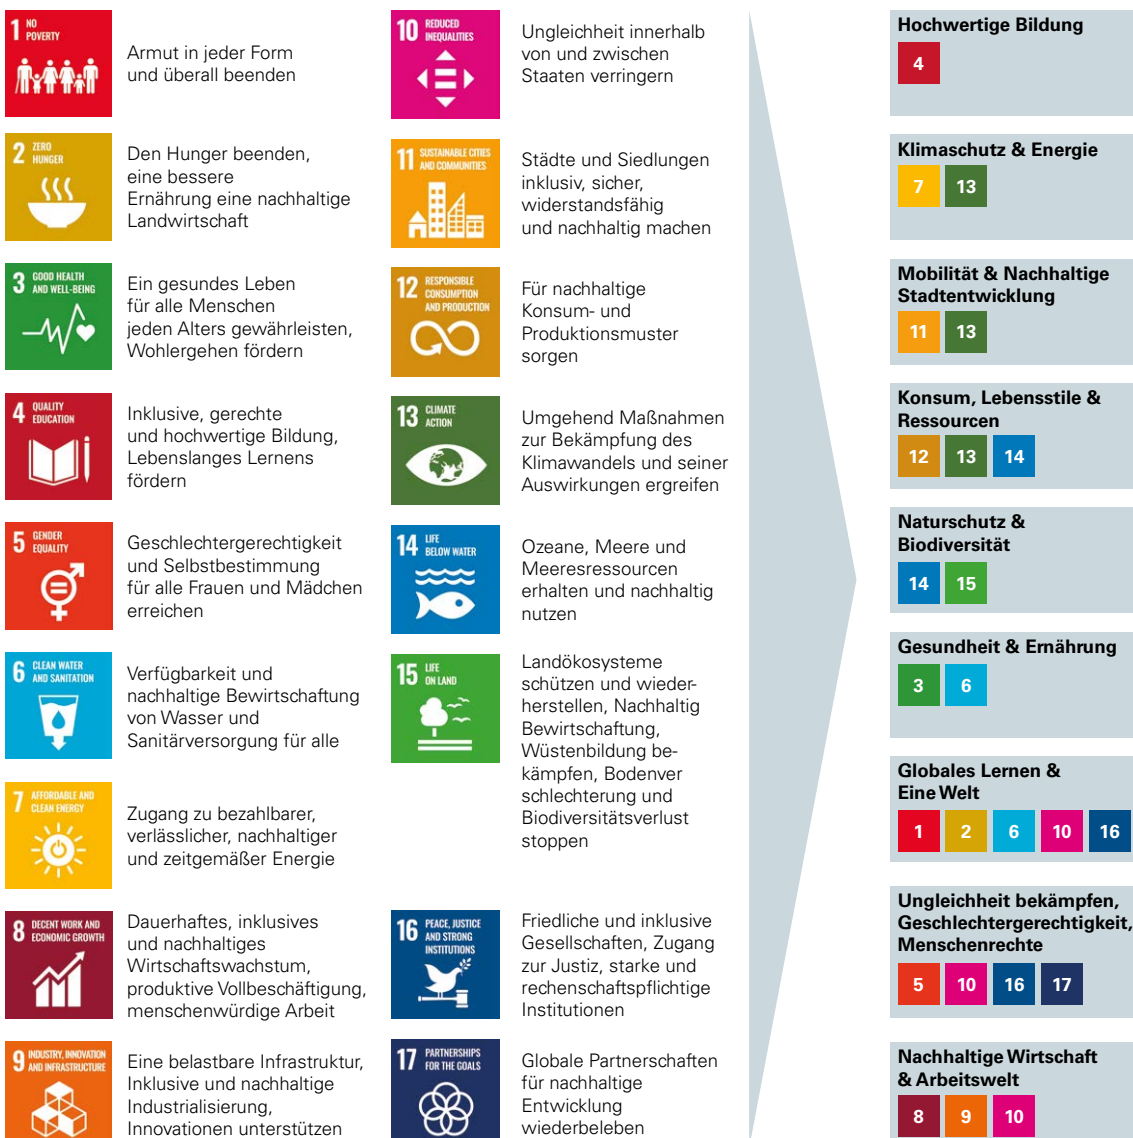 1 NO
POVERTY
Armut in jeder Form
und überall beenden
2 ZERO
HUNGER
Den Hunger beenden,
eine bessere
Ernährung eine nachhaltige
Landwirtschaft
3 GOOD HEALTH
AND WELL-BEING
Ein gesundes Leben
für alle Menschen
jeden Alters gewährleisten,
Wohlergehen fördern
4 QUALITY
EDUCATION
Inklusive, gerechte
und hochwertige Bildung,
Lebenslanges Lernens
fördern
5 GENDER
EQUALITY
Geschlechtergerechtigkeit
und Selbstbestimmung
für alle Frauen und Mädchen
erreichen
6 CLEAN WATER
AND SANITATION
Verfügbarkeit und
nachhaltige Bewirtschaftung
von Wasser und
Sanitärversorgung für alle
7 AFFORDABLE AND
CLEAN ENERGY
Zugang zu bezahlbarer,
verlässlicher, nachhaltiger
und zeitgemäßer Energie
8 DECENT WORK AND
ECONOMIC GROWTH
Dauerhaftes, inklusives
und nachhaltiges
Wirtschaftswachstum,
produktive Vollbeschäftigung,
menschenwürdige Arbeit
9 INDUSTRY, INNOVATION
AND INFRASTRUCTURE
Eine belastbare Infrastruktur,
Inklusive und nachhaltige
Industrialisierung,
Innovationen unterstützen
10 REDUCED
INEQUALITIES
Ungleichheit innerhalb
von und zwischen
Staaten verringern
11 SUSTAINABLE CITIES
AND COMMUNITIES
Städte und Siedlungen
inklusiv, sicher,
widerstandsfähig
und nachhaltig machen
12 RESPONSIBLE
CONSUMPTION
AND PRODUCTION
Für nachhaltige
Konsum- und
Produktionsmuster
sorgen
13 CLIMATE
ACTION
Umgehend Maßnahmen
zur Bekämpfung des
Klimawandels und seiner
Auswirkungen ergreifen
14 LIFE
BELOW WATER
Ozeane, Meere und
Meeresressourcen
erhalten und nachhaltig
nutzen
15 LIFE
ON LAND
Landökosysteme
schützen und wieder-
herstellen, Nachhaltig
Bewirtschaftung,
Wüstenbildung be-
kämpfen, Bodenver
schlechterung und
Biodiversitätsverlust
stoppen
16 PEACE, JUSTICE
AND STRONG
INSTITUTIONS
Friedliche und inklusive
Gesellschaften, Zugang
zur Justiz, starke und
rechenschaftspflichtige
Institutionen
17 PARTNERSHIPS
FOR THE GOALS
Globale Partnerschaften
für nachhaltige
Entwicklung
wiederbeleben
Hochwertige Bildung
4
Klimaschutz & Energie
7 13
Mobilität & Nachhaltige
Stadtentwicklung
11 13
Konsum, Lebensstile &
Ressourcen
12 13 14
Naturschutz &
Biodiversität
14 15
Gesundheit & Ernährung
3 6
Globales Lernen &
Eine Welt
1 2 6 10 16
Ungleichheit bekämpfen,
Geschlechtergerechtigkeit,
Menschenrechte
5 10 16 17
Nachhaltige Wirtschaft
& Arbeitswelt
8 9 10